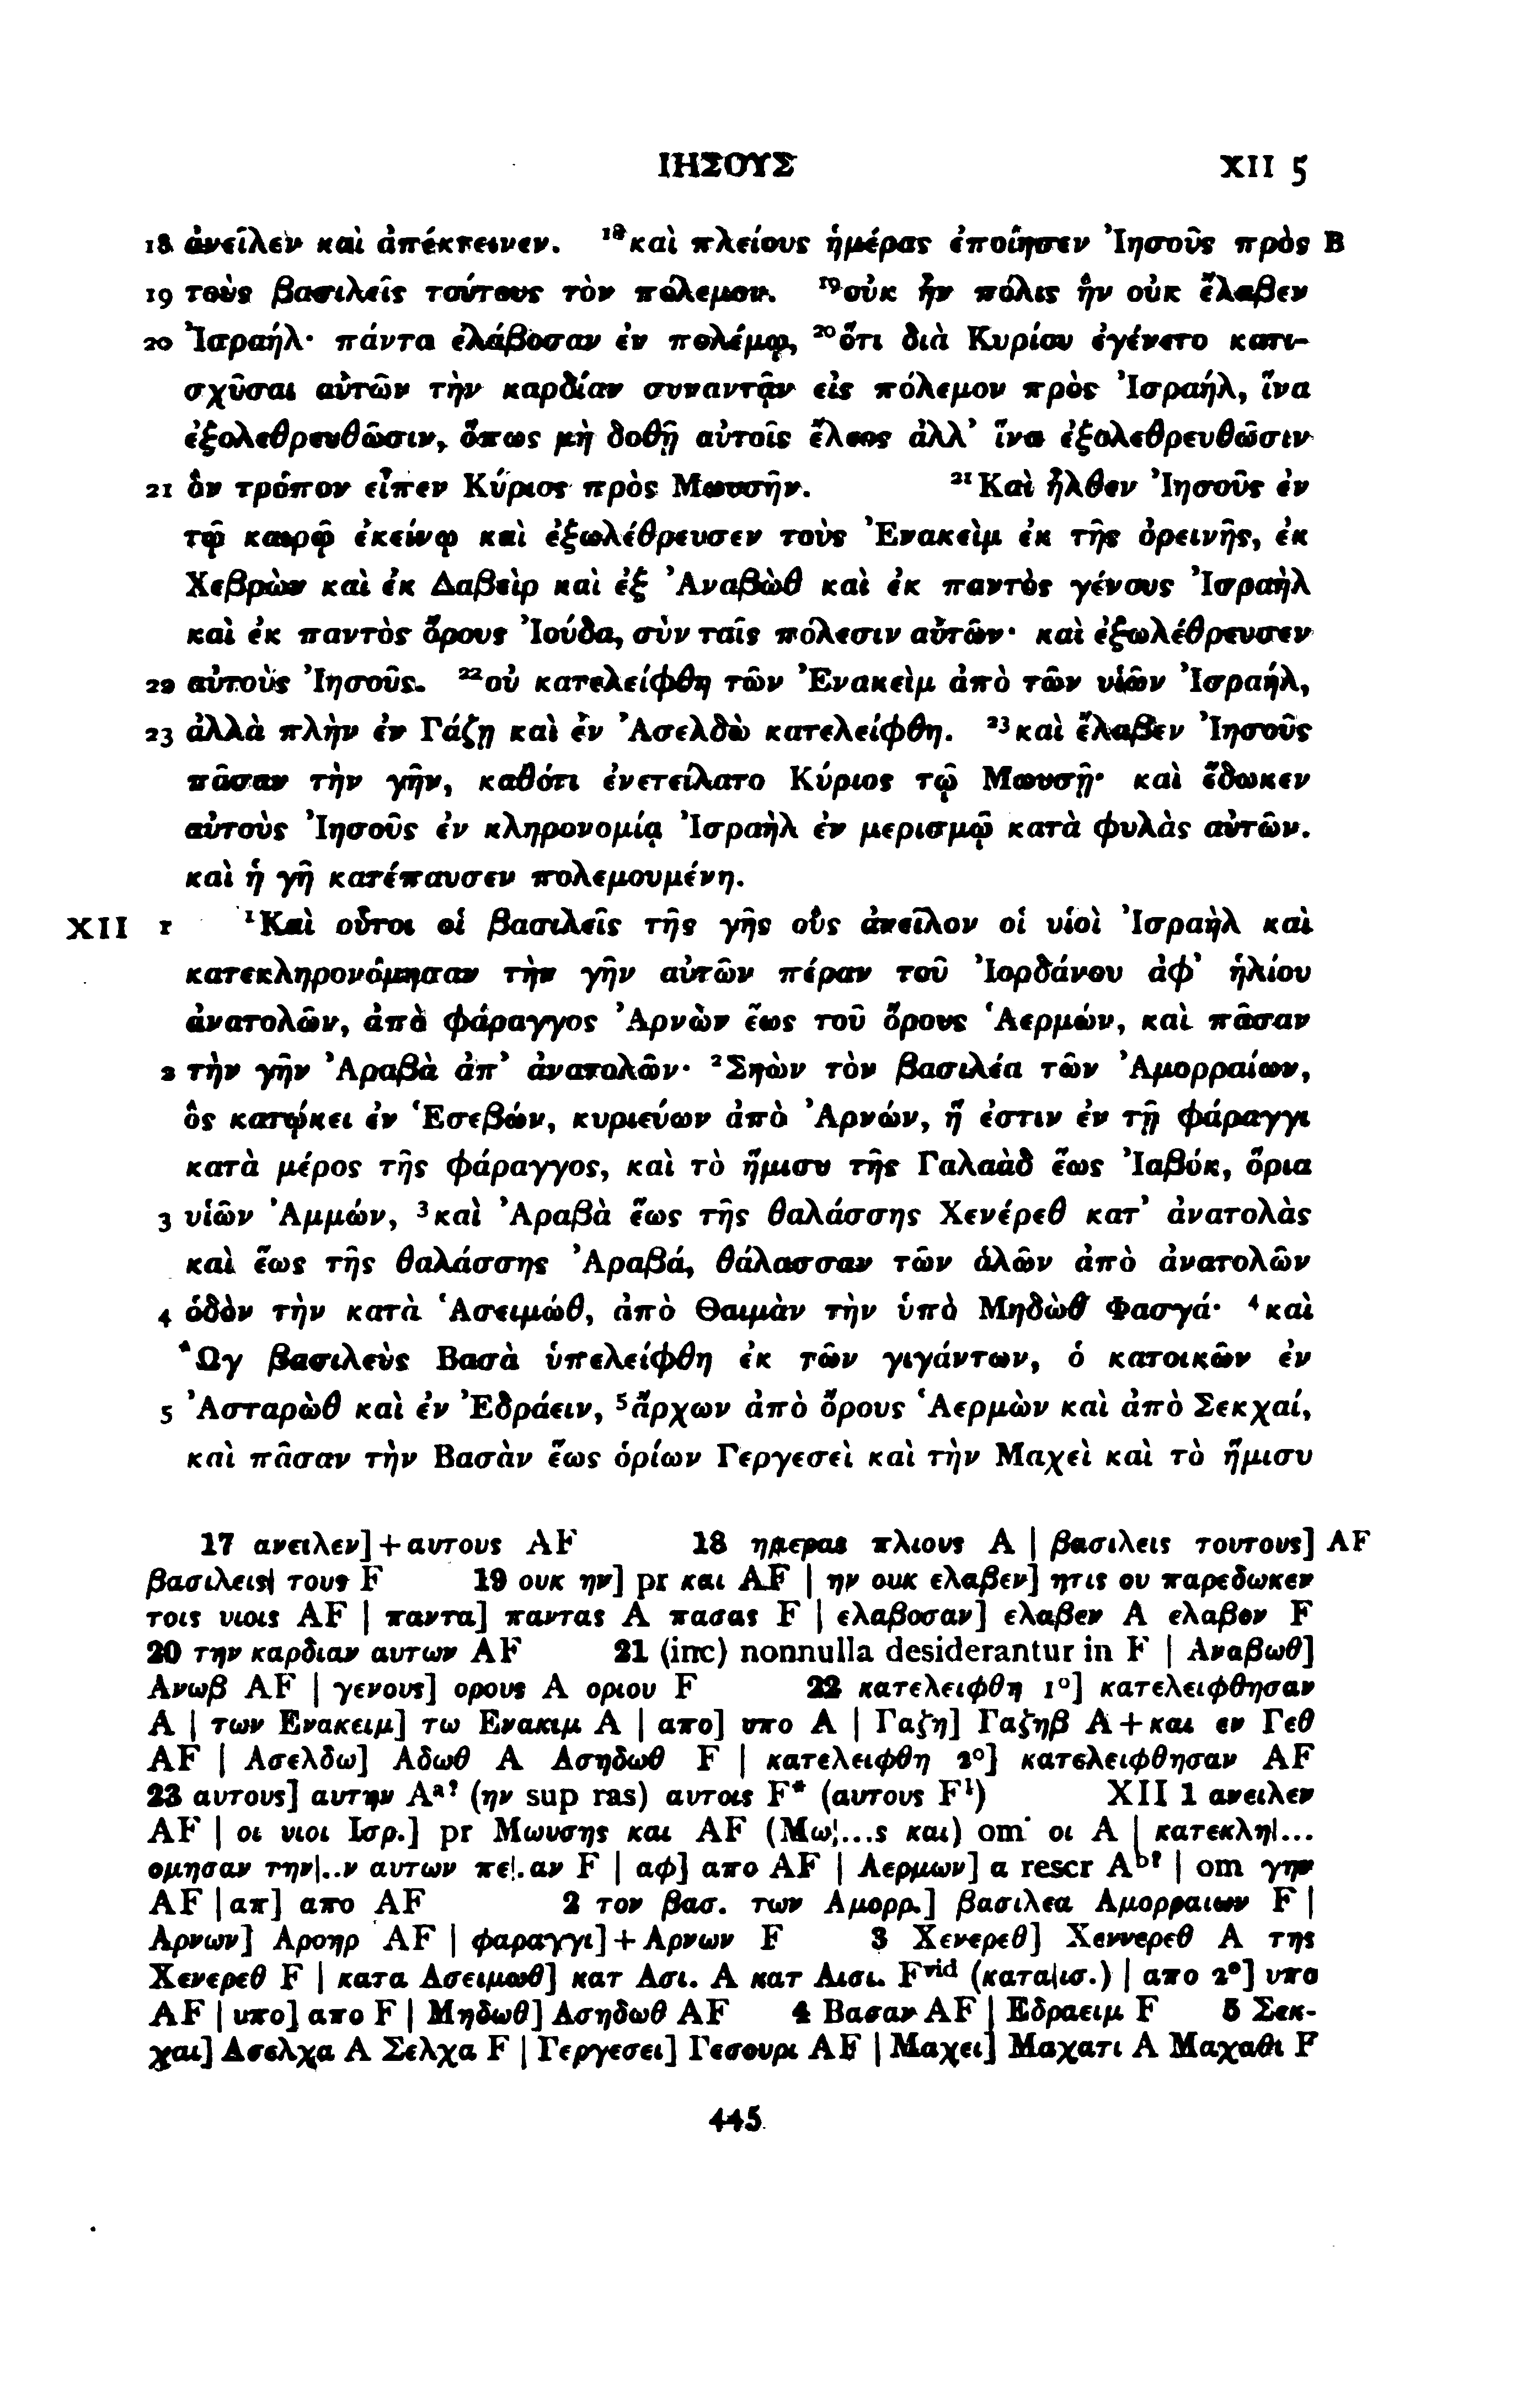 ΙΗΣΟΥΣ XII 5
18 ἀνεῖλεν καὶ ἀπέκτεινεν. ¹⁸καὶ πλείους ἡμέρας ἐποίησεν Ἰησοῦς πρὸς B
19 τοὺς βασιλεῖς τούτους τὸν πόλεμον. ¹⁹οὐκ ἦν πόλις ἣν οὐκ ἔλαβεν
20 Ἰσραήλ· πάντα ἐλάβοσαν ἐν πολέμῳ, ²⁰ὅτι διὰ Κυρίου ἐγένετο κατι-
σχῦσαι αὐτῶν τὴν καρδίαν συναντᾷν εἰς πόλεμον πρὸς Ἰσραήλ, ἵνα
ἐξολεθρευθῶσιν, ὅπως μὴ δοθῇ αὐτοῖς ἔλεος ἀλλ’ ἵνα ἐξολεθρευθῶσιν
21 ὃν τρόπον εἶπεν Κύριος πρὸς Μωυσῆν. ²¹Καὶ ἦλθεν Ἰησοῦς ἐν
τῷ καιρῷ ἐκείνῳ καὶ ἐξωλέθρευσεν τοὺς Ἐνακεὶμ ἐκ τῆς ὀρεινῆς, ἐκ
Χεβρὼν καὶ ἐκ Δαβεὶρ καὶ ἐξ Ἀναβὼθ καὶ ἐκ παντὸς γένους Ἰσραὴλ
καὶ ἐκ παντὸς ὄρους Ἰούδα, σὺν ταῖς πόλεσιν αὐτῶν· καὶ ἐξωλέθρευσεν
22 αὐτοὺς Ἰησοῦς. ²²οὐ κατελείφθη τῶν Ἐνακεὶμ ἀπὸ τῶν υἱῶν Ἰσραήλ,
23 ἀλλὰ πλὴν ἐν Γάζῃ καὶ ἐν Ἀσελδὼ κατελείφθη. ²³καὶ ἔλαβεν Ἰησοῦς
πᾶσαν τὴν γῆν, καθότι ἐνετείλατο Κύριος τῷ Μωυσῇ· καὶ ἔδωκεν
αὐτοὺς Ἰησοῦς ἐν κληρονομίᾳ Ἰσραὴλ ἐν μερισμῷ κατὰ φυλὰς αὐτῶν.
καὶ ἡ γῆ κατέπαυσεν πολεμουμένη.
XII 1 ¹Καὶ οὗτοι οἱ βασιλεῖς τῆς γῆς οὓς ἀνεῖλον οἱ υἱοὶ Ἰσραὴλ καὶ
κατεκληρονόμησαν τὴν γῆν αὐτῶν πέραν τοῦ Ἰορδάνου ἀφ’ ἡλίου
ἀνατολῶν, ἀπὸ φάραγγος Ἀρνὼν ἕως τοῦ ὄρους Ἁερμών, καὶ πᾶσαν
2 τὴν γῆν Ἀραβὰ ἀπ’ ἀνατολῶν· ²Σηὼν τὸν βασιλέα τῶν Ἀμορραίων,
ὃς κατῴκει ἐν Ἑσεβών, κυριεύων ἀπὸ Ἀρνών, ἥ ἐστιν ἐν τῇ φάραγγι
κατὰ μέρος τῆς φάραγγος, καὶ τὸ ἥμισυ τῆς Γαλαὰδ ἕως Ἰαβόκ, ὅρια
3 υἱῶν Ἀμμών, ³καὶ Ἀραβὰ ἕως τῆς θαλάσσης Χενέρεθ κατ’ ἀνατολὰς
καὶ ἕως τῆς θαλάσσης Ἀραβά, θάλασσαν τῶν ἁλῶν ἀπὸ ἀνατολῶν
4 ὁδὸν τὴν κατὰ Ἁσειμώθ, ἀπὸ Θαιμὰν τὴν ὑπὸ Μηδὼθ Φασγά· ⁴καὶ
Ὢγ βασιλεὺς Βασὰ ὑπελείφθη ἐκ τῶν γιγάντων, ὁ κατοικῶν ἐν
5 Ἀσταρὼθ καὶ ἐν Ἐδράειν, ⁵ἄρχων ἀπὸ ὄρους Ἁερμὼν καὶ ἀπὸ Σεκχαί,
καὶ πᾶσαν τὴν Βασὰν ἕως ὁρίων Γεργεσεὶ καὶ τὴν Μαχεὶ καὶ τὸ ἥμισυ
17 ανειλεν]+αυτους AF 18 ημερας πλιους A | βασιλεις τουτους] AF
βασιλεις| τους F 19 ουκ ην] pr και AF | ην ουκ ελαβεν] ητις ου παρεδωκεν
τοις υιοις AF | παντα] παντας A πασας F | ελαβοσαν] ελαβεν A ελαβον F
20 την καρδιαν αυτων AF 21 (inc) nonnulla desiderantur in F | Αναβωθ]
Ανωβ AF | γενους] ορους A οριου F 22 κατελειφθη 1°] κατελειφθησαν
A | των Ενακειμ] τω Ενακιμ A | απο] υπο A | Γαζη] Γαζηβ A + και εν Γεθ
AF | Ασελδω] Αδωθ A Ασηδωθ F | κατελειφθη 2°] κατελειφθησαν AF
23 αυτους] αυτην Aᵃ? (ην sup ras) αυτοις F* (αυτους F¹) XII 1 ανειλεν
AF | οι υιοι Ισρ.] pr Μωυσης και AF (Μω¦...ς και) om οι A | κατεκλη|...
ομησαν την|..ν αυτων πε|.αν F | αφ] απο AF | Αερμων] α rescr Aᵇ? | om γην
AF | απ] απο AF 2 τον βασ. των Αμορρ.] βασιλεα Αμορραιων F |
Αρνων] Αροηρ AF | φαραγγι]+Αρνων F 3 Χενερεθ] Χεννερεθ A της
Χενερεθ F | κατα Ασειμωθ] κατ Ασι. A κατ Αισι. Fᵛⁱᵈ (κατα|ισ.) | απο 2°] υπο
AF | υπο] απο F | Μηδωθ] Ασηδωθ AF 4 Βασαν AF | Εδραειμ F 5 Σεκ-
χαι] Ασελχα A Σελχα F | Γεργεσει] Γεσουρι AF | Μαχει] Μαχατι A Μαχαθι F
445